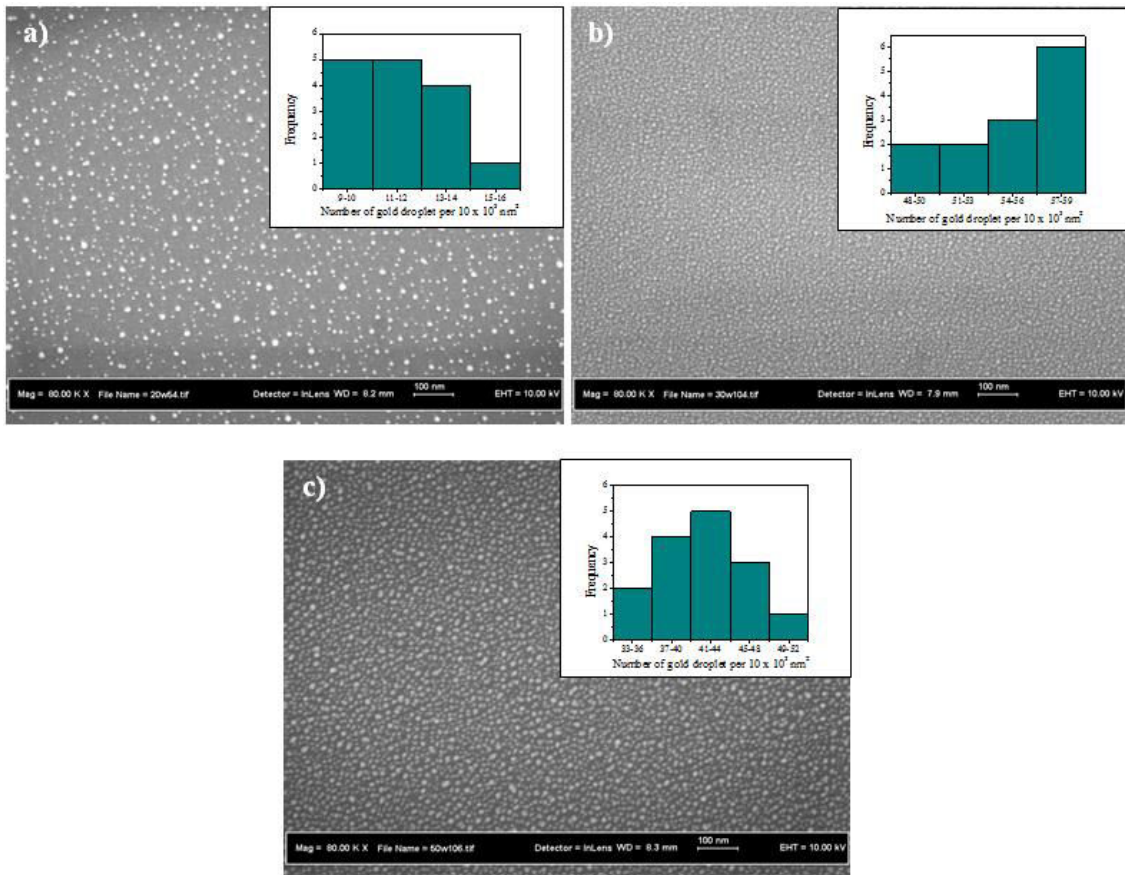 a)
6
5
4
3
2
1
0
Frequency
9-10 11-12 13-14 15-16
Number of gold droplet per 10 x 10³ nm²
Mag = 80.00 K X File Name = 20w54.tif Detector = InLens WD = 8.2 mm 100 nm EHT = 10.00 kV
b)
6
5
4
3
2
1
0
Frequency
48-50 51-53 54-56 57-59
Number of gold droplet per 10 x 10³ nm²
Mag = 80.00 K X File Name = 30w104.tif Detector = InLens WD = 7.9 mm 100 nm EHT = 10.00 kV
c)
6
5
4
3
2
1
0
Frequency
33-36 37-40 41-44 45-48 49-52
Number of gold droplet per 10 x 10³ nm²
Mag = 80.00 K X File Name = 50w106.tif Detector = InLens WD = 8.3 mm 100 nm EHT = 10.00 kV